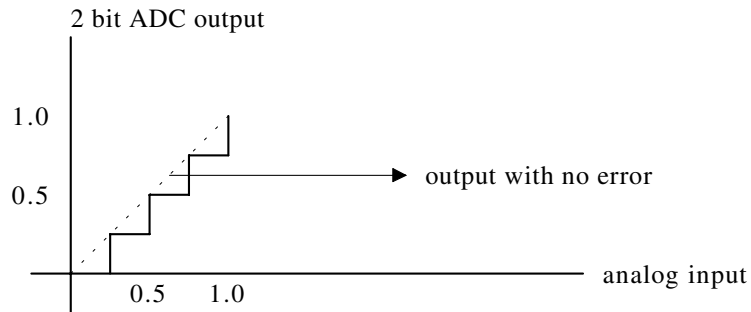 2 bit ADC output
1.0
output with no error
0.5
analog input
0.5 1.0